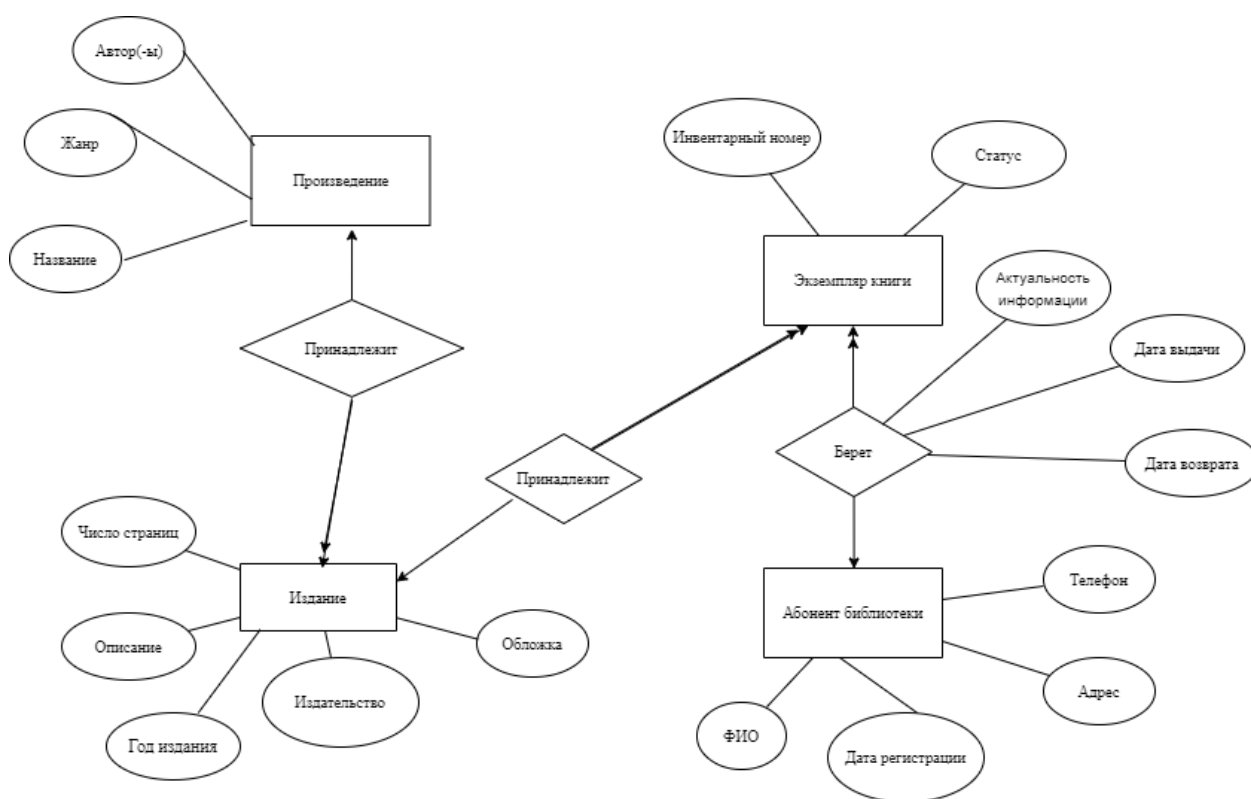 Автор(-ы)
Жанр
Произведение
Название
Принадлежит
Инвентарный номер
Статус
Экземпляр книги
Актуальность
информации
Дата выдачи
Берет
Дата возврата
Принадлежит
Число страниц
Издание
Описание
Обложка
Издательство
Год издания
Телефон
Абонент библиотеки
Адрес
ФИО
Дата регистрации